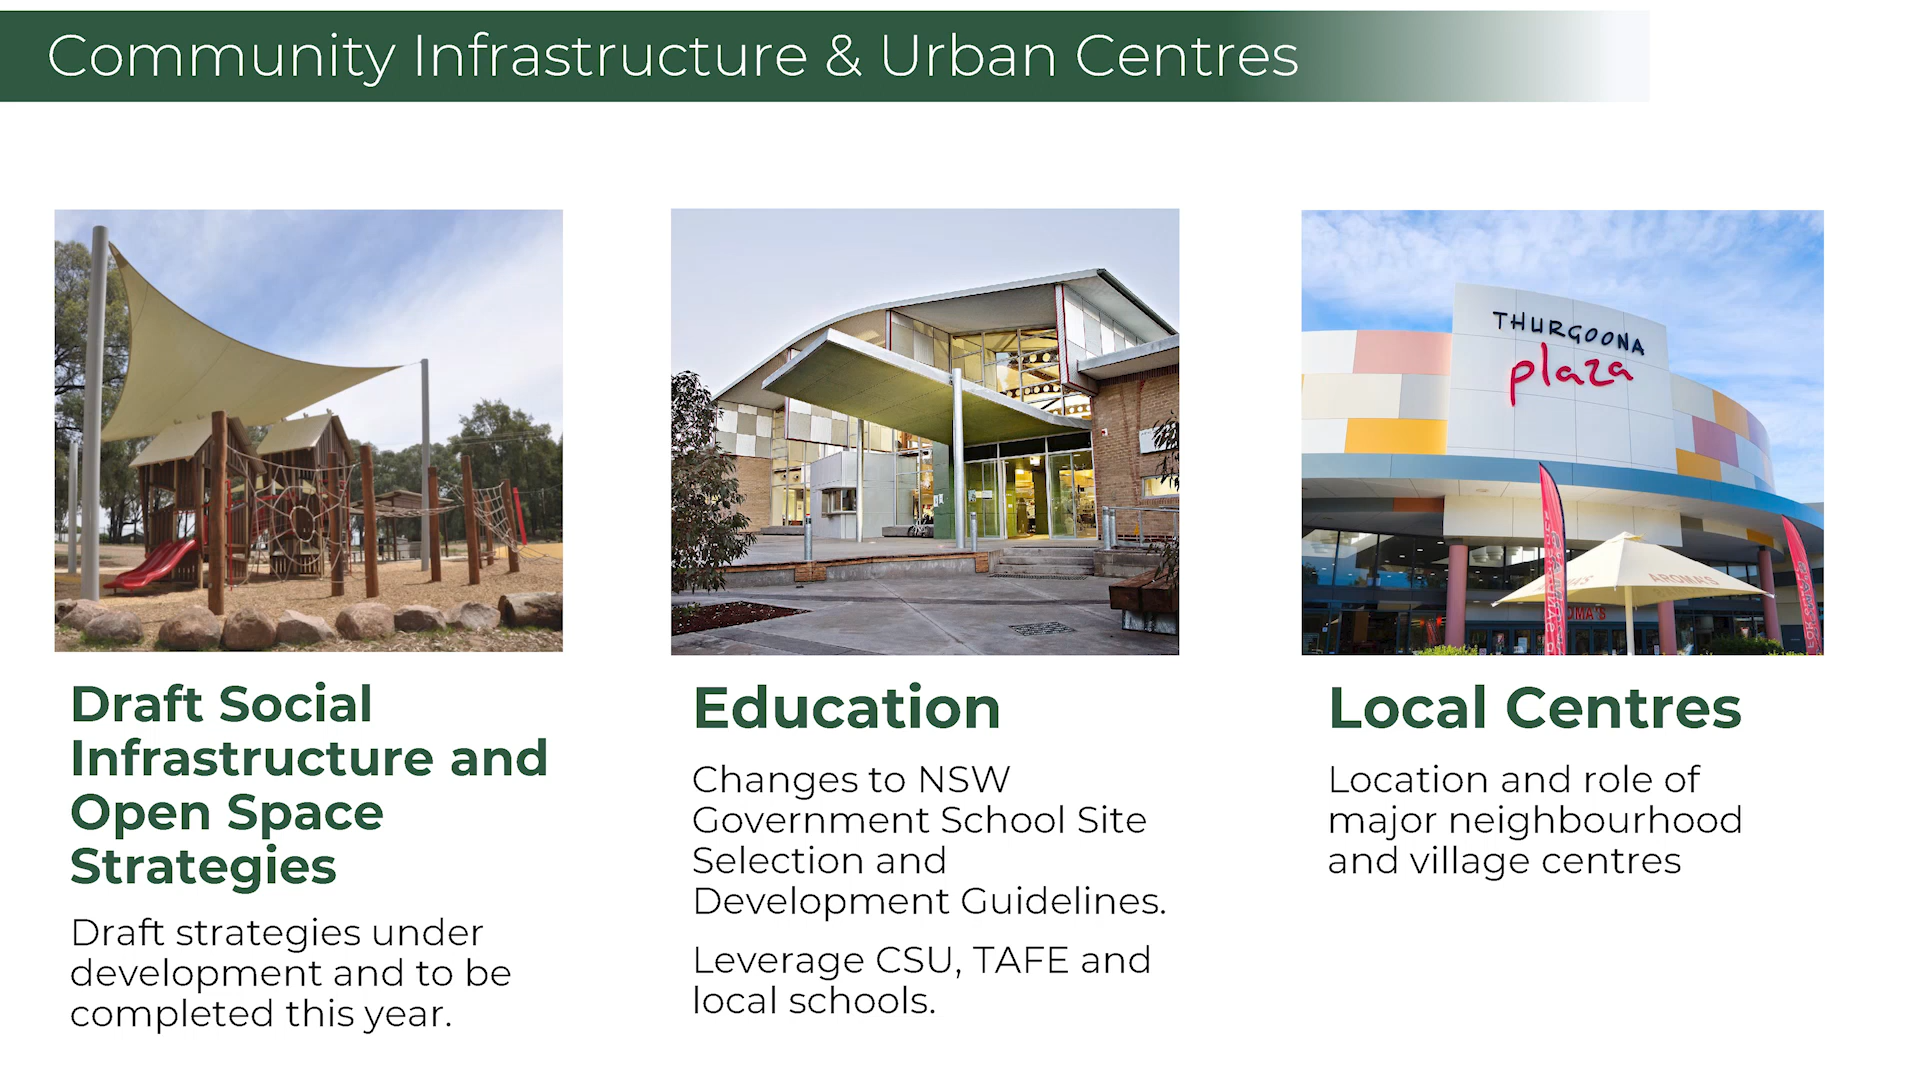 Community Infrastructure & Urban Centres
THURGOONA
plaza
AROMA'S
OMA'S
Draft Social
Infrastructure and
Open Space
Strategies
Draft strategies under
development and to be
completed this year.
Education
Changes to NSW
Government School Site
Selection and
Development Guidelines.
Leverage CSU, TAFE and
local schools.
Local Centres
Location and role of
major neighbourhood
and village centres